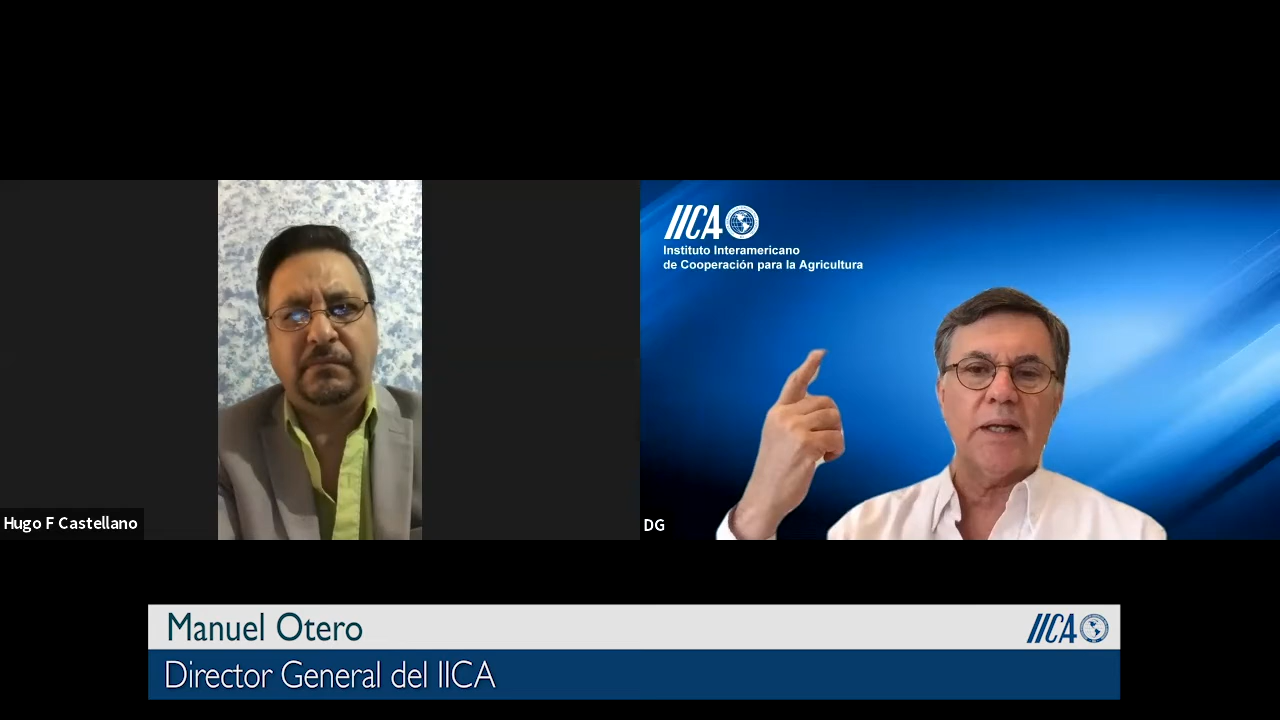 IICA
Instituto Interamericano
de Cooperación para la Agricultura
Hugo F Castellano
DG
Manuel Otero
IICA
Director General del IICA